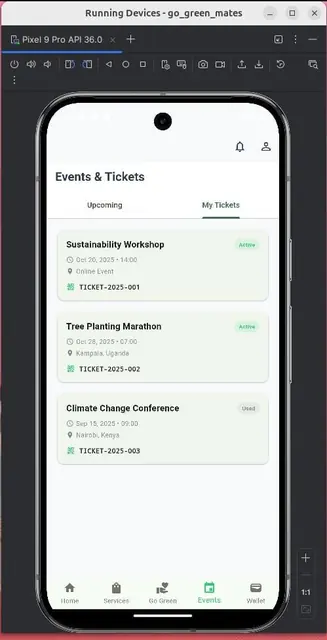 Running Devices - go_green_mates
Pixel 9 Pro API 36.0
Events & Tickets
Upcoming
My Tickets
Sustainability Workshop
Active
Oct 20, 2025 • 14:00
Online Event
TICKET-2025-001
Tree Planting Marathon
Active
Oct 28, 2025 • 07:00
Kampala, Uganda
TICKET-2025-002
Climate Change Conference
Used
Sep 15, 2025 • 09:00
Nairobi, Kenya
TICKET-2025-003
Home
Services
Go Green
Events
Wallet
1:1